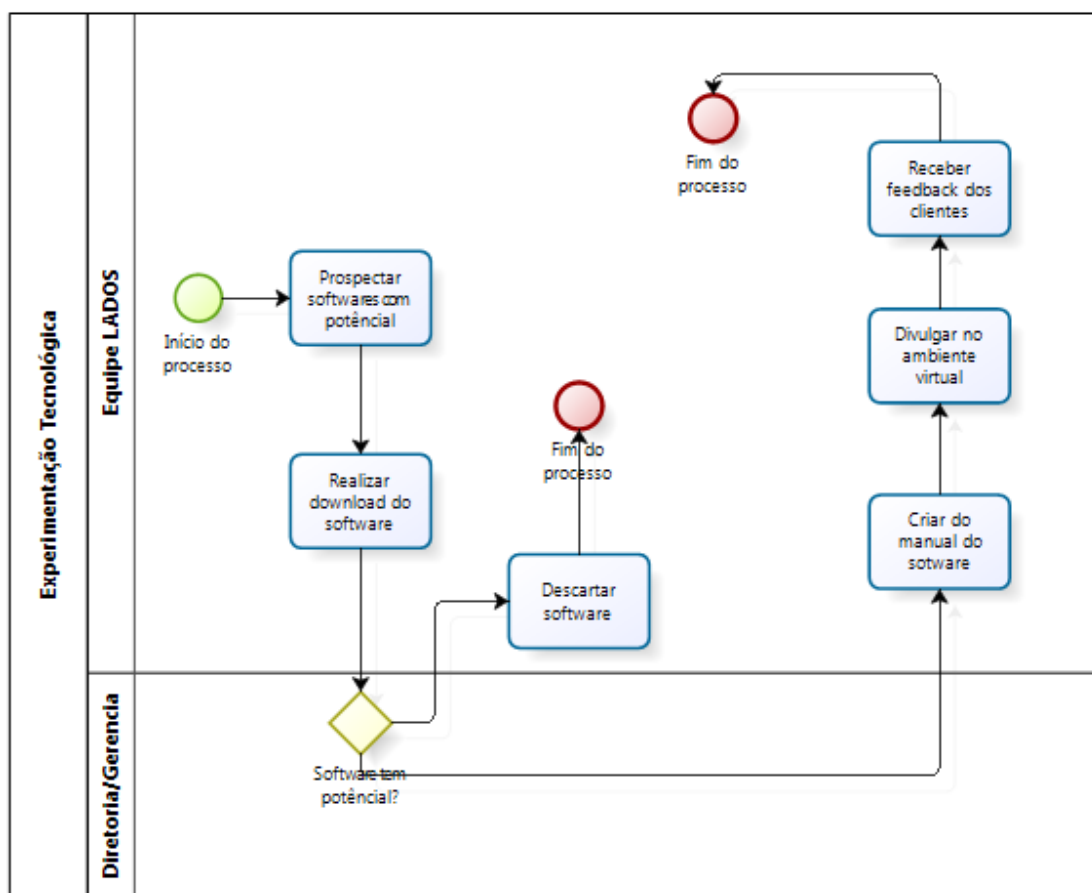 Experimentação Tecnológica
Equipe LADOS
Diretoria/Gerencia
Início do
processo
Prospectar
softwares com
potêncial
Realizar
download do
software
Software tem
potêncial?
Descartar
software
Fim do
processo
Criar do
manual do
sotware
Divulgar no
ambiente
virtual
Receber
feedback dos
clientes
Fim do
processo